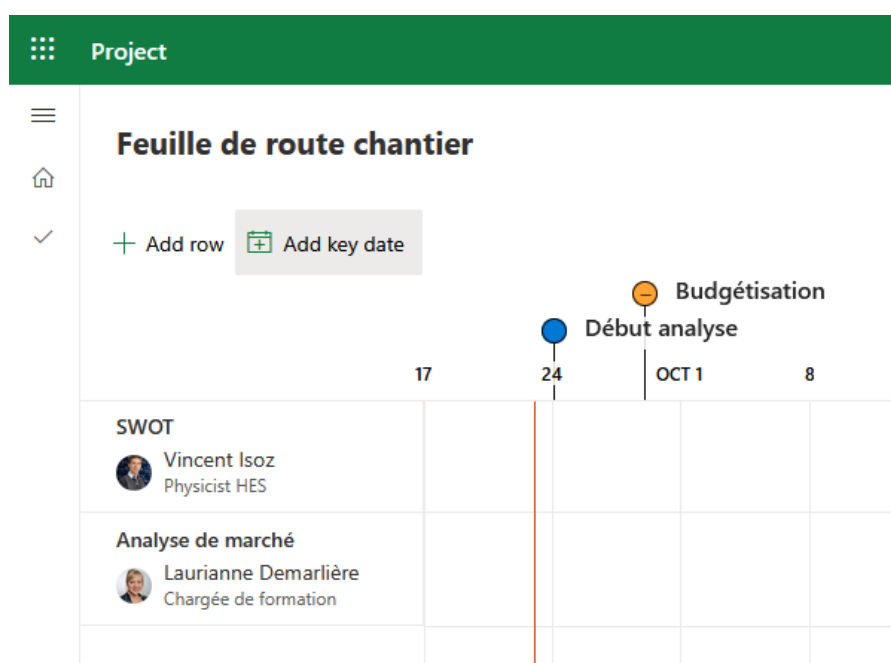 Project
Feuille de route chantier
Add row
Add key date
Budgétisation
Début analyse
17
24
OCT 1
8
SWOT
Vincent Isoz
Physicist HES
Analyse de marché
Laurianne Demarlière
Chargée de formation